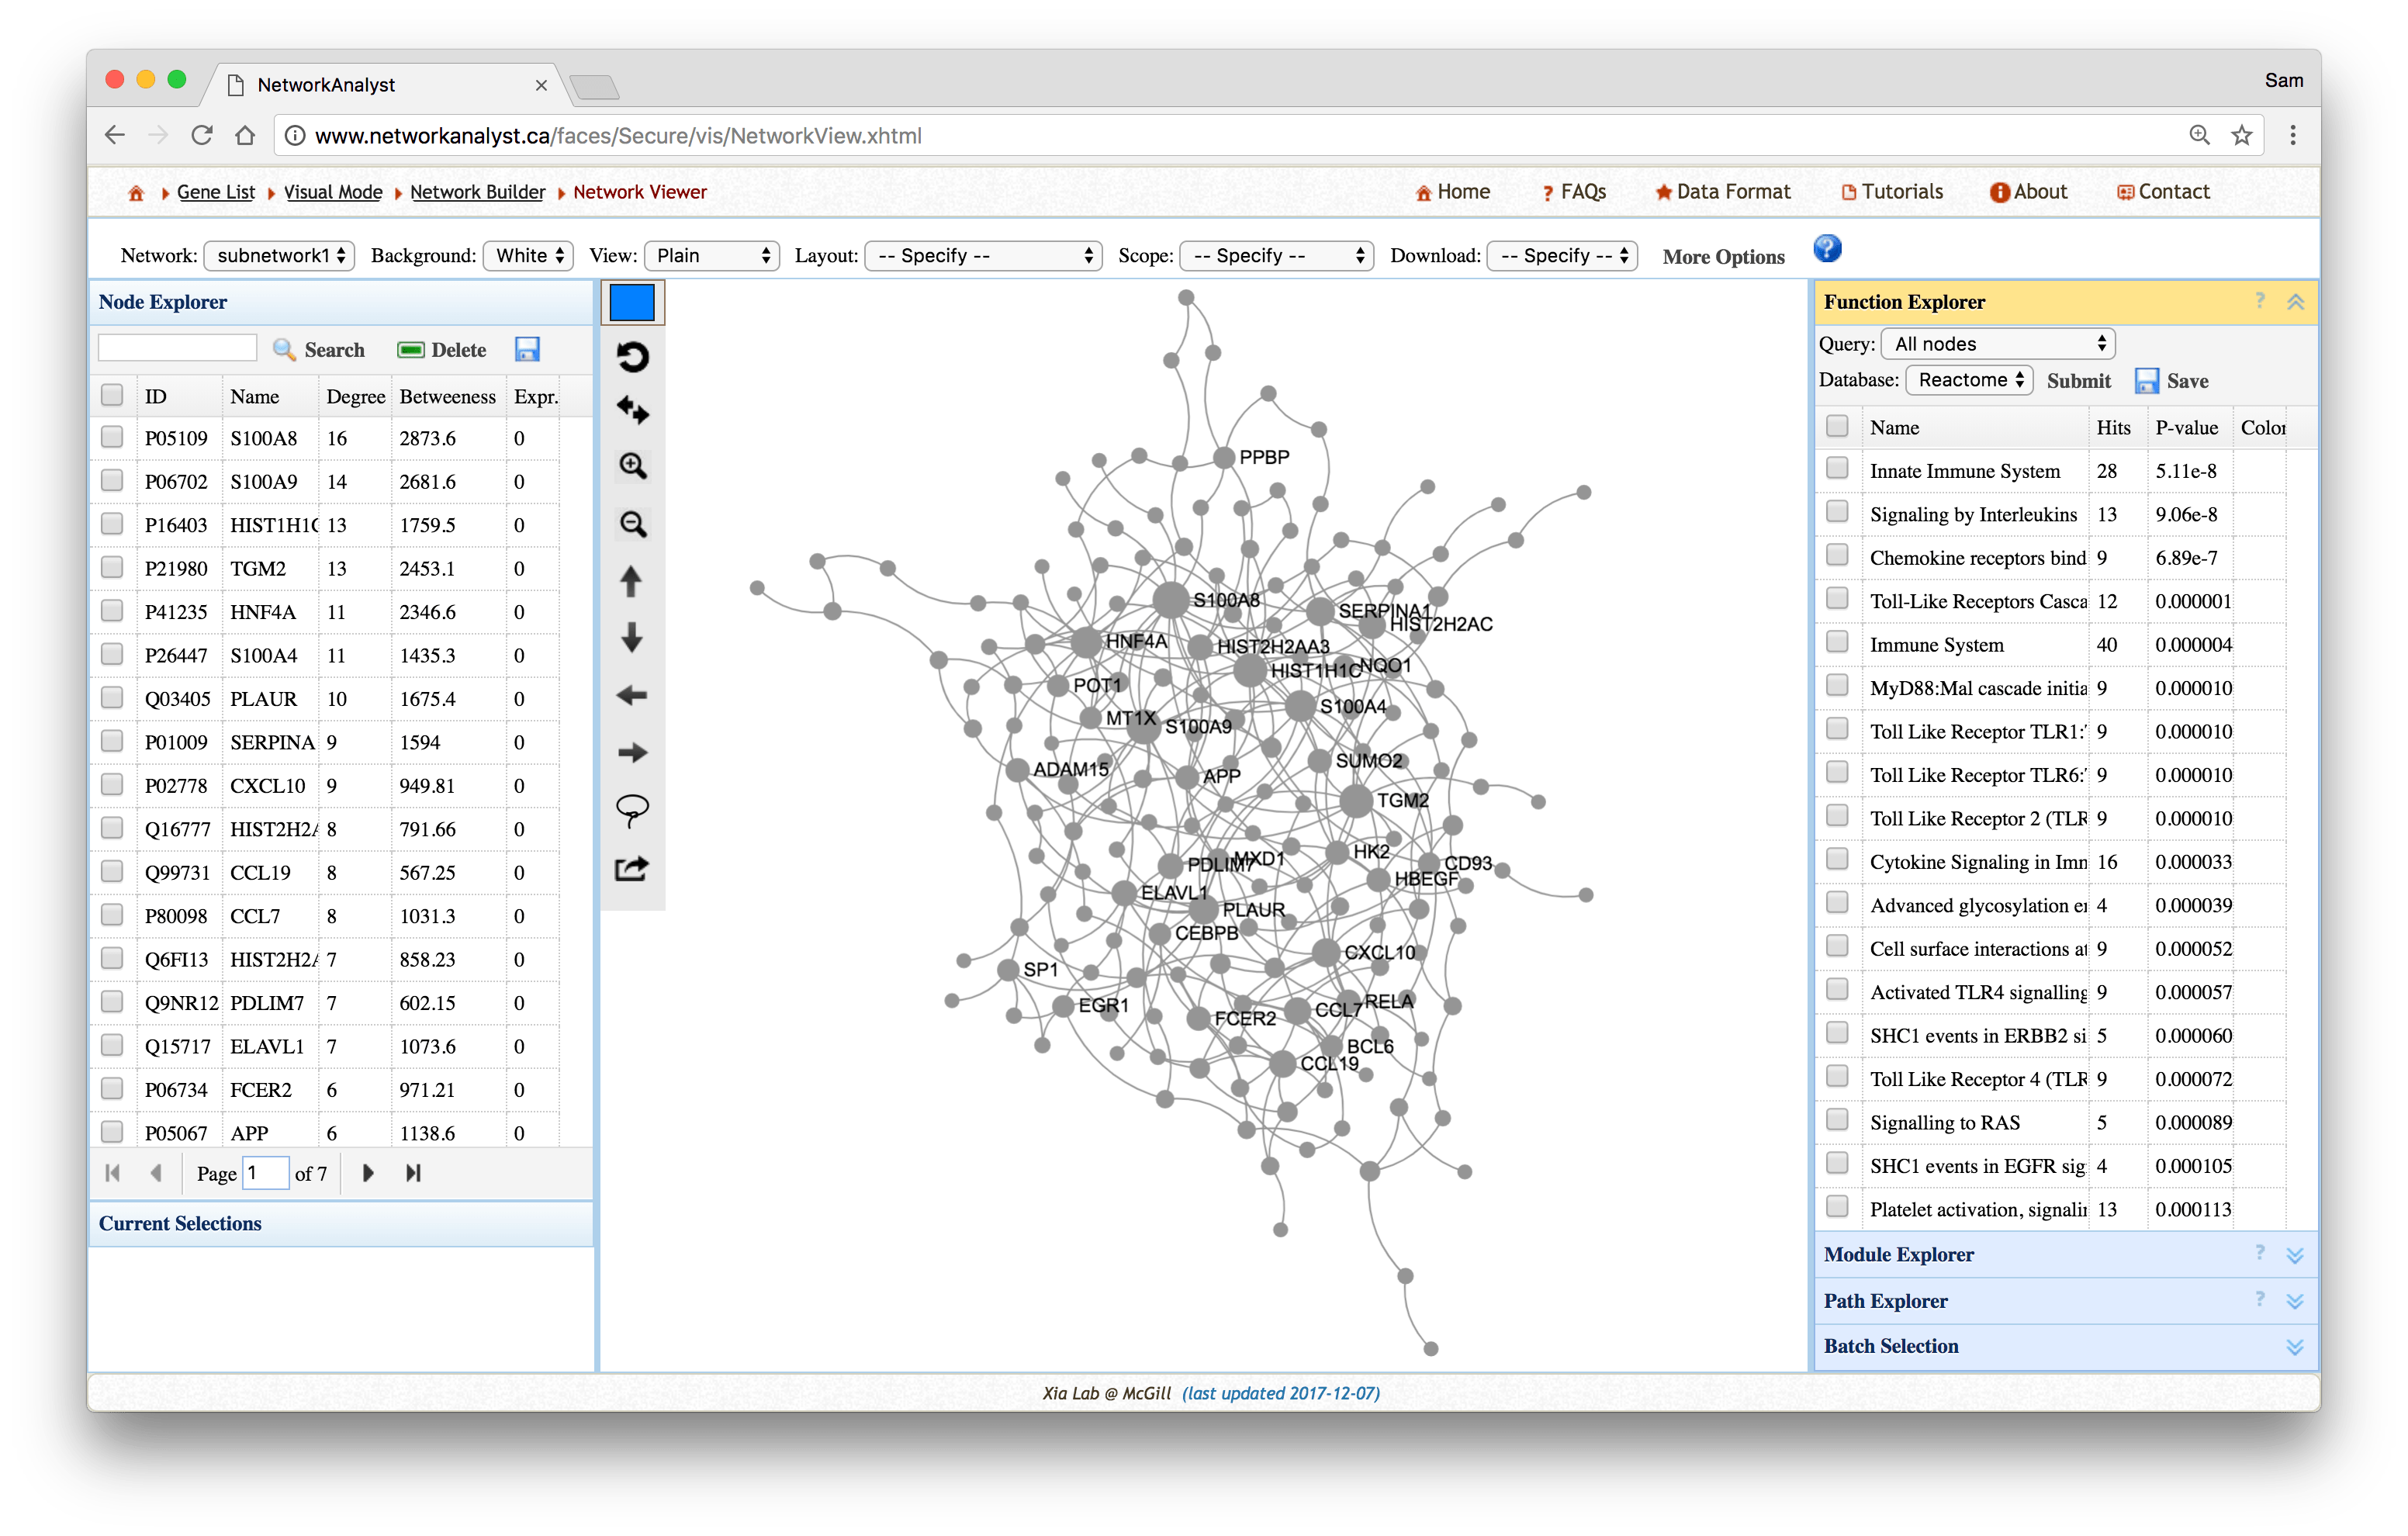 NetworkAnalyst
Sam
www.networkanalyst.ca/faces/Secure/vis/NetworkView.xhtml
Gene List Visual Mode Network Builder Network Viewer
Home FAQs Data Format Tutorials About Contact
Network: subnetwork1 Background: White View: Plain Layout: -- Specify -- Scope: -- Specify -- Download: -- Specify -- More Options
Node Explorer
Search Delete
ID Name Degree Betweeness Expr.
P05109 S100A8 16 2873.6 0
P06702 S100A9 14 2681.6 0
P16403 HIST1H1C 13 1759.5 0
P21980 TGM2 13 2453.1 0
P41235 HNF4A 11 2346.6 0
P26447 S100A4 11 1435.3 0
Q03405 PLAUR 10 1675.4 0
P01009 SERPINA 9 1594 0
P02778 CXCL10 9 949.81 0
Q16777 HIST2H2A 8 791.66 0
Q99731 CCL19 8 567.25 0
P80098 CCL7 8 1031.3 0
Q6FI13 HIST2H2A 7 858.23 0
Q9NR12 PDLIM7 7 602.15 0
Q15717 ELAVL1 7 1073.6 0
P06734 FCER2 6 971.21 0
P05067 APP 6 1138.6 0
Page 1 of 7
Current Selections
PPBP
S100A8
SERPINA1
HIST2H2AC
HNF4A
HIST2H2AA3
HIST1H1C
NQO1
POT1
S100A4
MT1X
S100A9
SUMO2
ADAM15
APP
TGM2
HK2
MXD1
PDLIM7
CD93
HBEGF
ELAVL1
PLAUR
CEBPB
CXCL10
SP1
RELA
EGR1
CCL7
FCER2
BCL6
CCL19
Function Explorer ?
Query: All nodes
Database: Reactome Submit Save
Name Hits P-value Color
Innate Immune System 28 5.11e-8
Signaling by Interleukins 13 9.06e-8
Chemokine receptors bind 9 6.89e-7
Toll-Like Receptors Casca 12 0.000001
Immune System 40 0.000004
MyD88:Mal cascade initia 9 0.000010
Toll Like Receptor TLR1: 9 0.000010
Toll Like Receptor TLR6: 9 0.000010
Toll Like Receptor 2 (TLR 9 0.000010
Cytokine Signaling in Imm 16 0.000033
Advanced glycosylation 4 0.000039
Cell surface interactions at 9 0.000052
Activated TLR4 signalling 9 0.000057
SHC1 events in ERBB2 si 5 0.000060
Toll Like Receptor 4 (TLR 9 0.000072
Signalling to RAS 5 0.000089
SHC1 events in EGFR sig 4 0.000105
Platelet activation, signalin 13 0.000113
Module Explorer ?
Path Explorer ?
Batch Selection
Xia Lab @ McGill (last updated 2017-12-07)